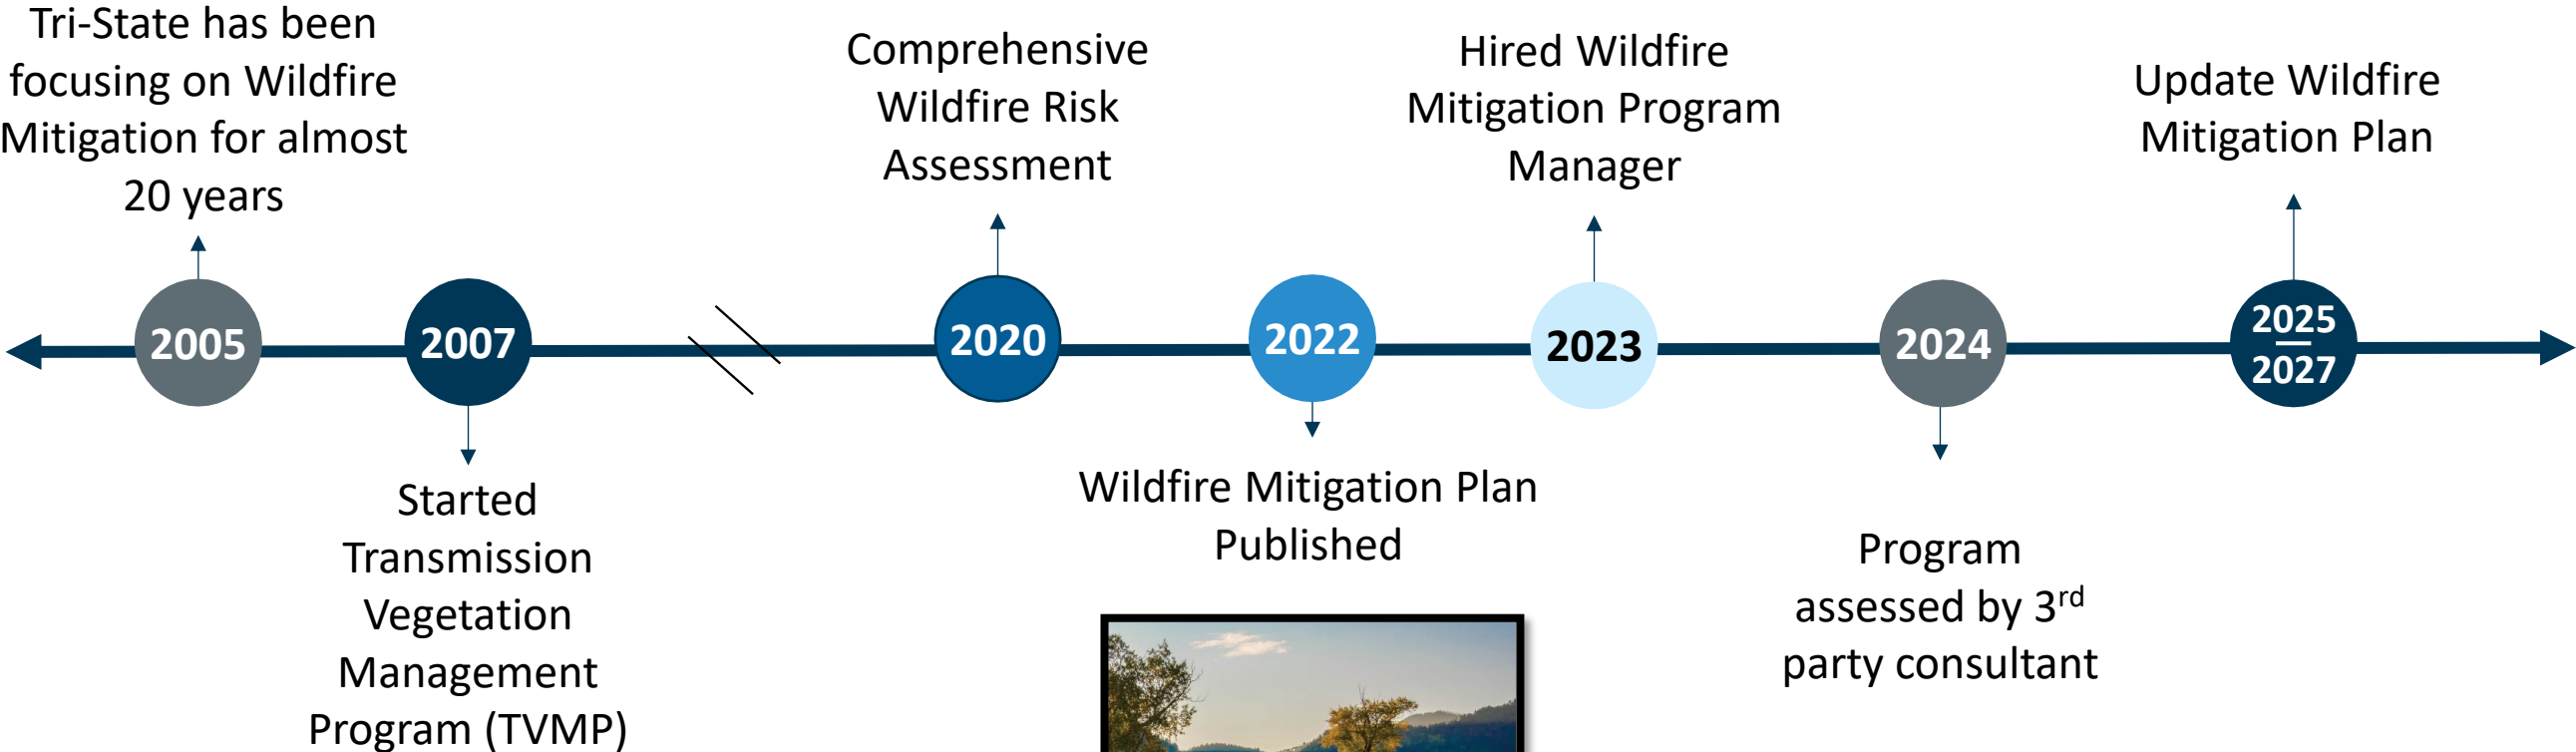 Tri-State has been
focusing on Wildfire
Mitigation for almost
20 years
Comprehensive
Wildfire Risk
Assessment
Hired Wildfire
Mitigation Program
Manager
Update Wildfire
Mitigation Plan
2005
2007
2020
2022
2023
2024
2025
2027
Started
Transmission
Vegetation
Management
Program (TVMP)
Wildfire Mitigation Plan
Published
Program
assessed by 3rd
party consultant